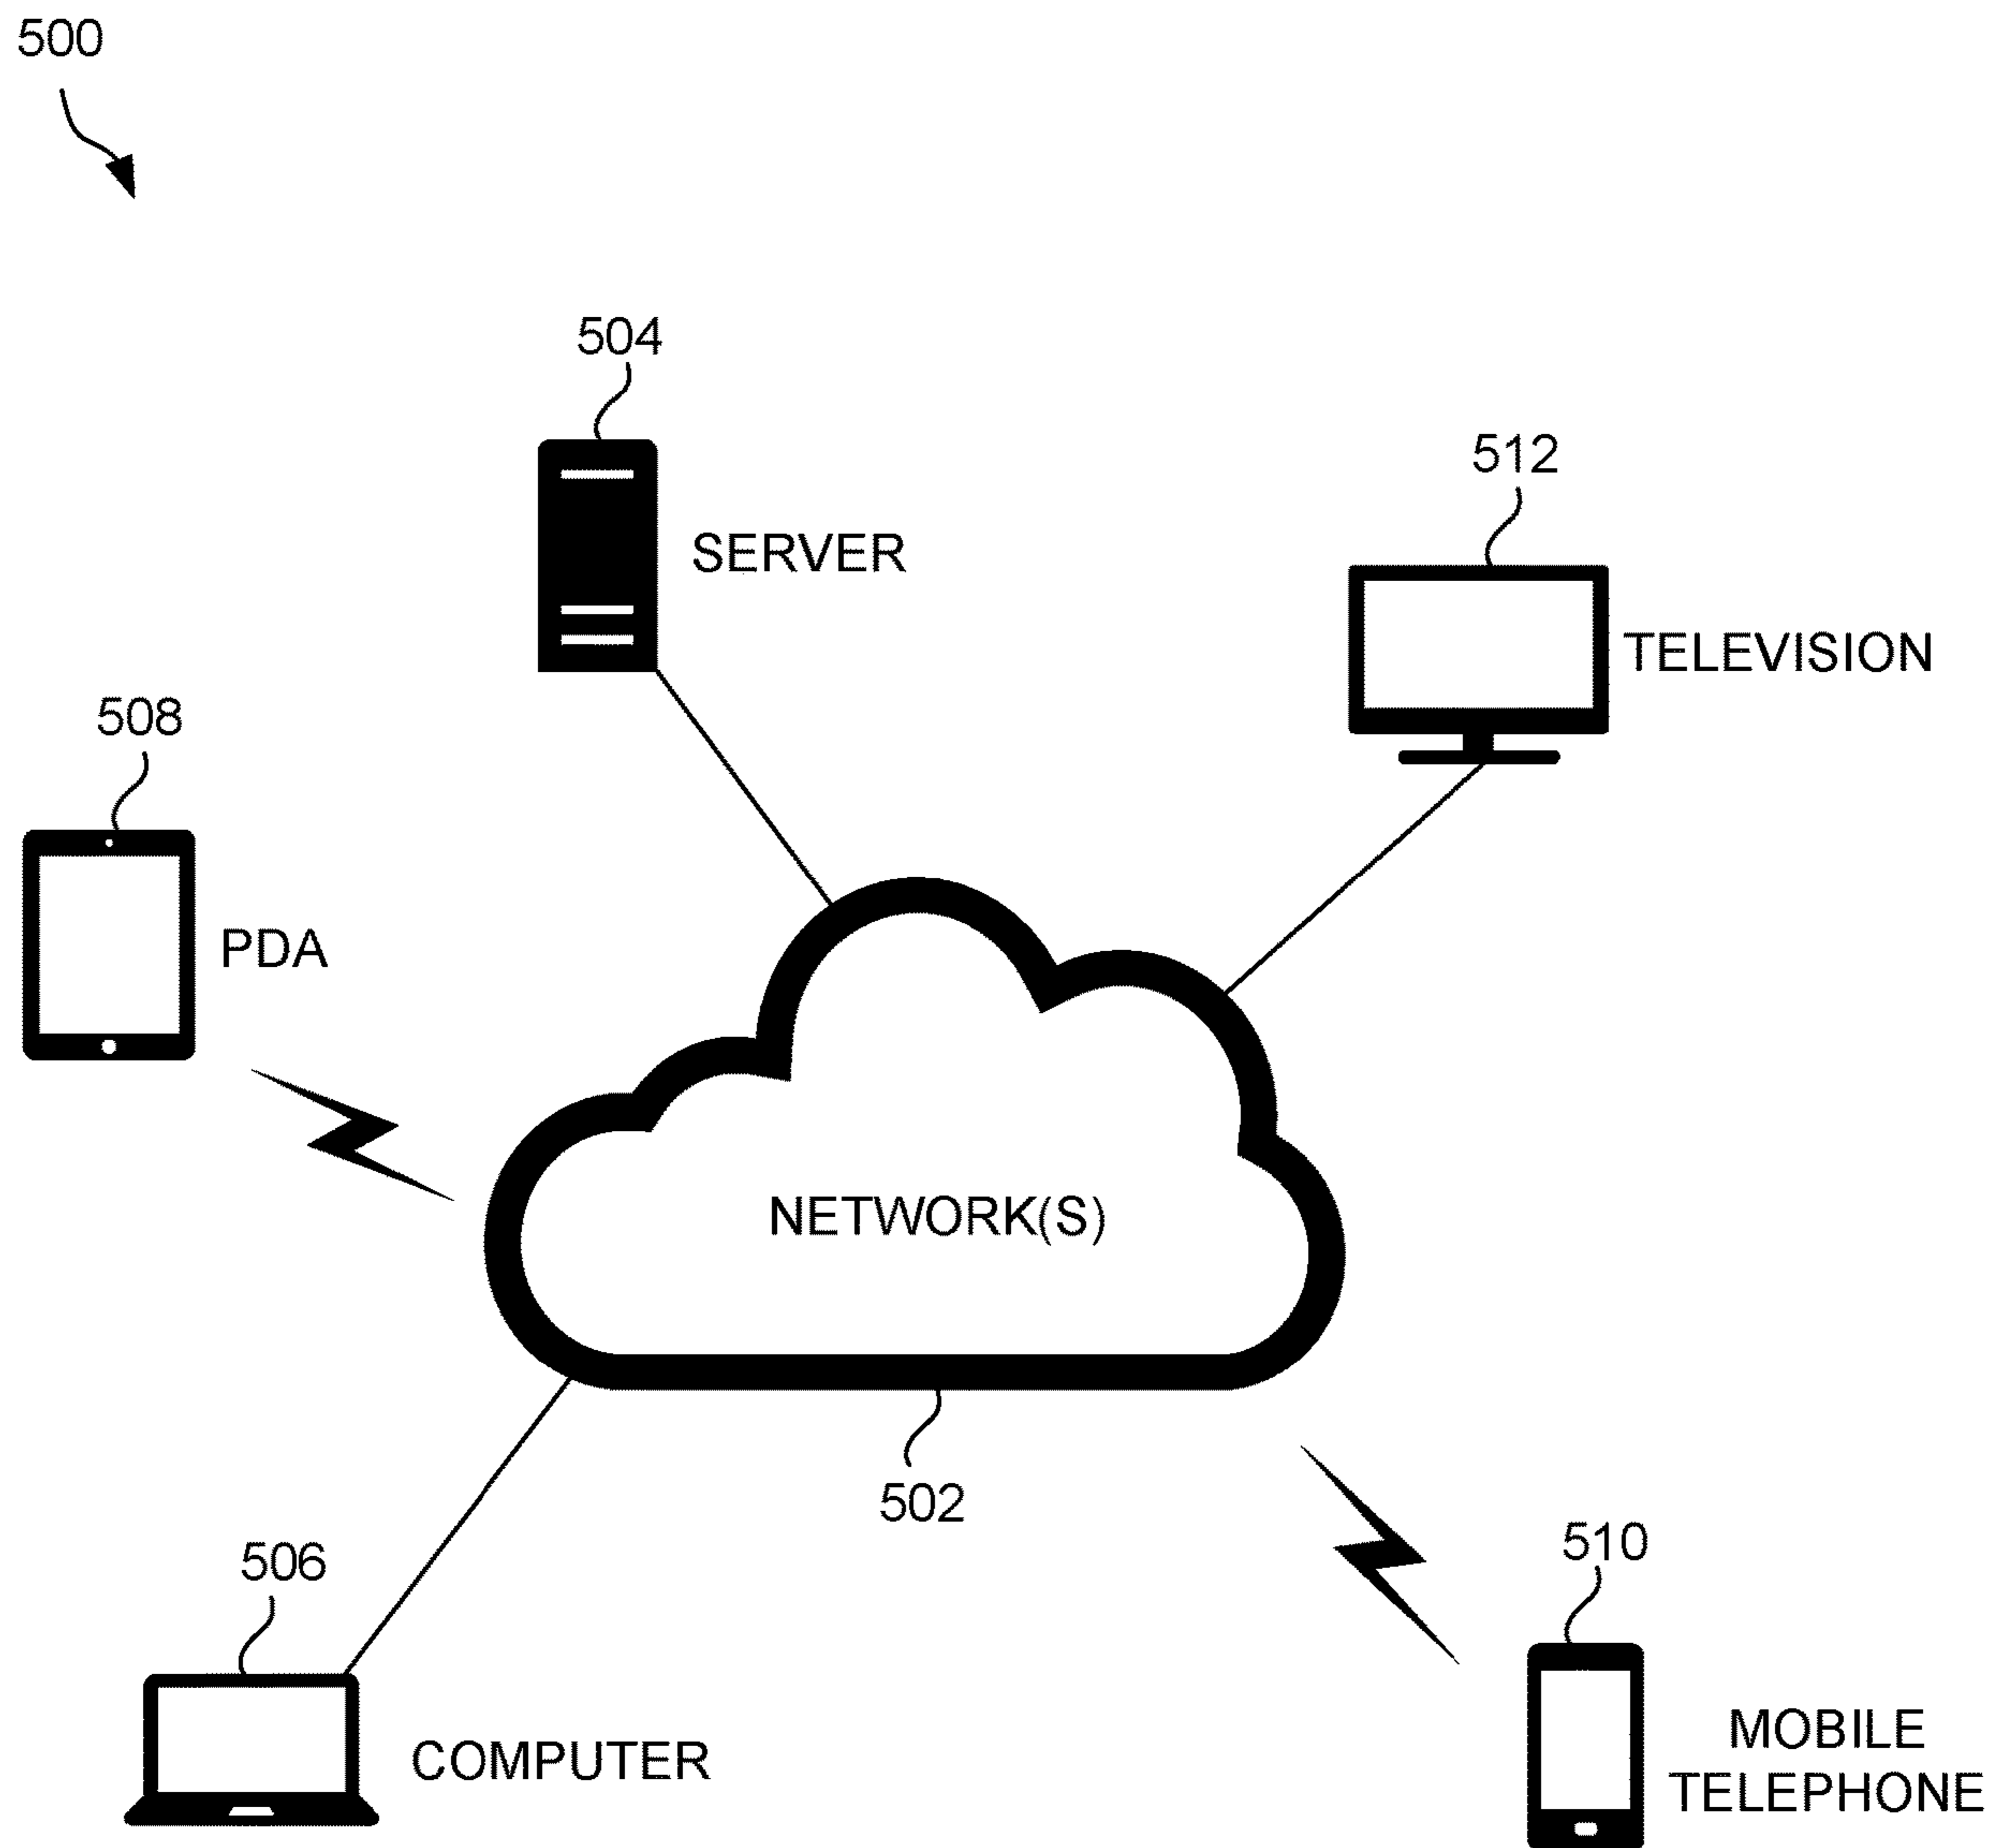 500
504
SERVER
512
TELEVISION
508
PDA
NETWORK(S)
502
506
COMPUTER
510
MOBILE
TELEPHONE